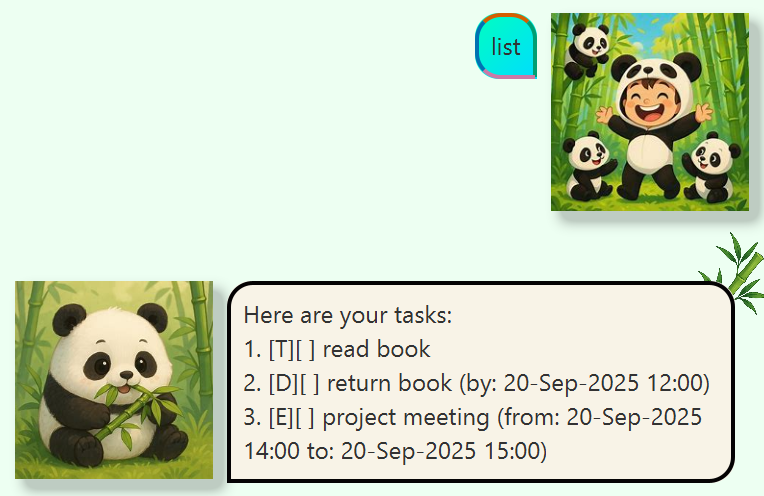 list
Here are your tasks:
1. [T][ ] read book
2. [D][ ] return book (by: 20-Sep-2025 12:00)
3. [E][ ] project meeting (from: 20-Sep-2025
14:00 to: 20-Sep-2025 15:00)